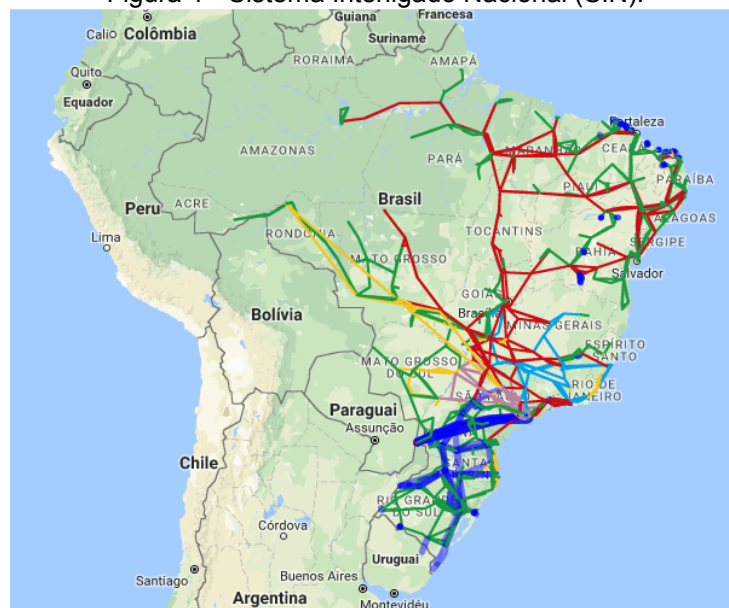 Figura 4 - Sistema Interligado Nacional (SIN).
Guiana
Francesa
Calio
Colômbia
Suriname
RORAIMA
AMAPÁ
Quito
Equador
Fortaleza
AMAZONAS
PARÁ
MARANHÃO
CEARÁ
PIAUÍ
PARAÍBA
Peru
ACRE
Brasil
ALAGOAS
RONDÔNIA
TOCANTINS
SERGIPE
Lima
MATO GROSSO
BAHIA
Salvador
Bolívia
GOIÁS
Brasília
MINAS GERAIS
ESPÍRITO
SANTO
MATO GROSSO
DO SUL
RIO DE
JANEIRO
SÃO PAULO
Paraguai
Assunção
Chile
SANTA
RIO GRANDE
DO SUL
Córdova
Uruguai
Santiago
Buenos Aires
Argentina
Montevidéu